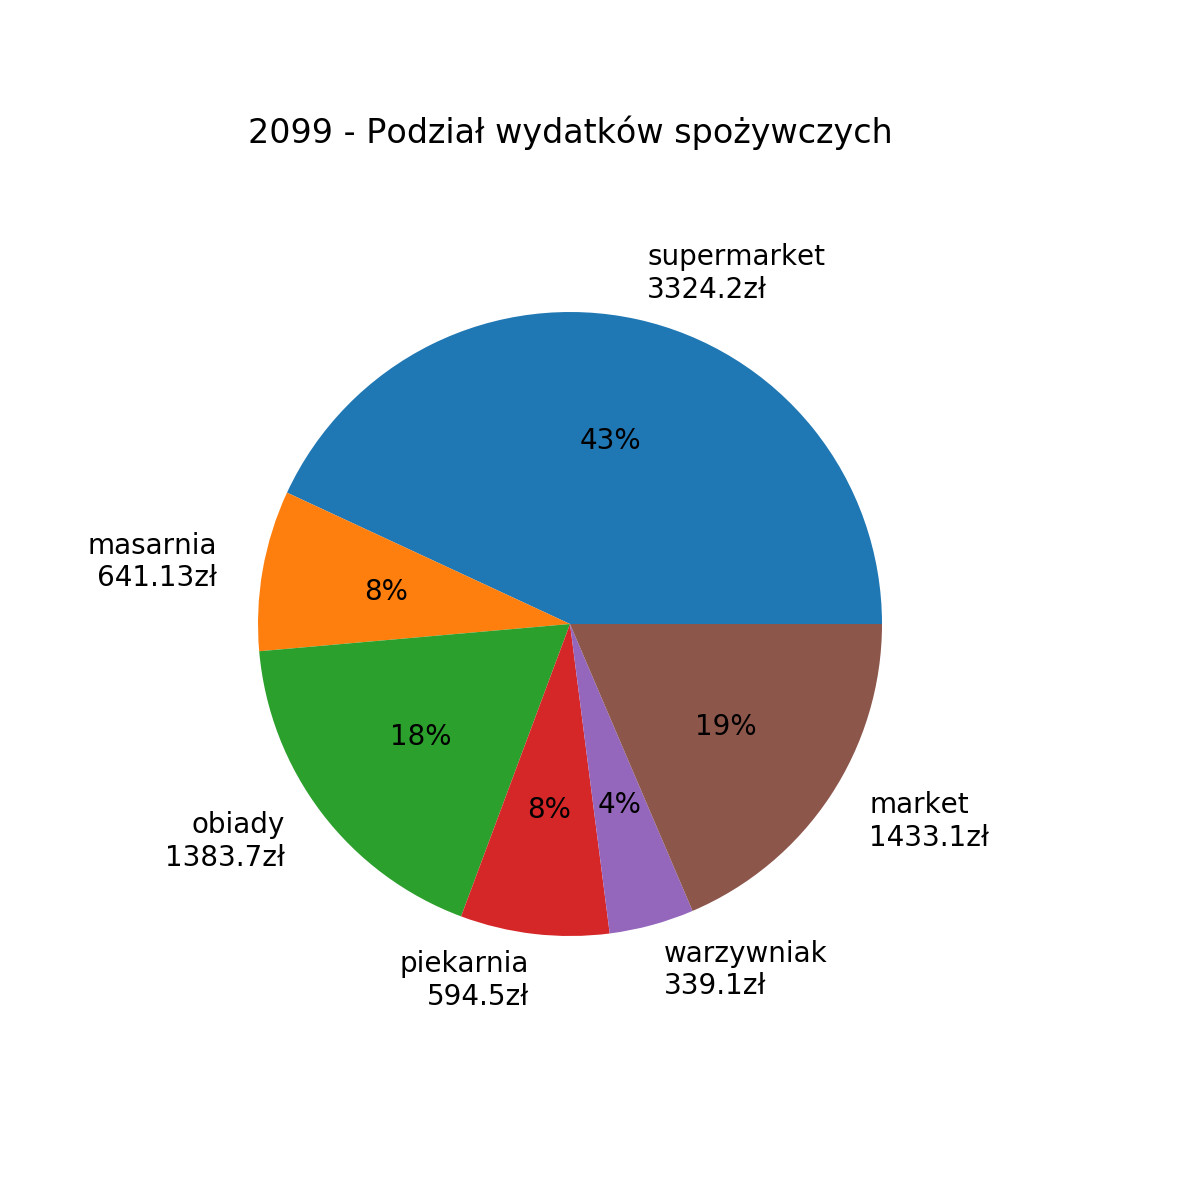 2099 - Podział wydatków spożywczych
supermarket
3324.2zł
43%
masarnia
641.13zł
8%
18%
obiady
1383.7zł
8%
piekarnia
594.5zł
4%
warzywniak
339.1zł
19%
market
1433.1zł